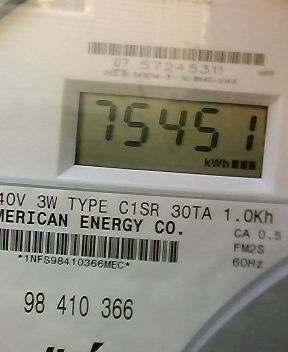 07 57245311
75451
kWh
40V 3W TYPE C1SR 30TA 1.0Kh
MERICAN ENERGY CO.
CA 0.5
FM2S
*1NFS98410366MEC*
60Hz
98 410 366